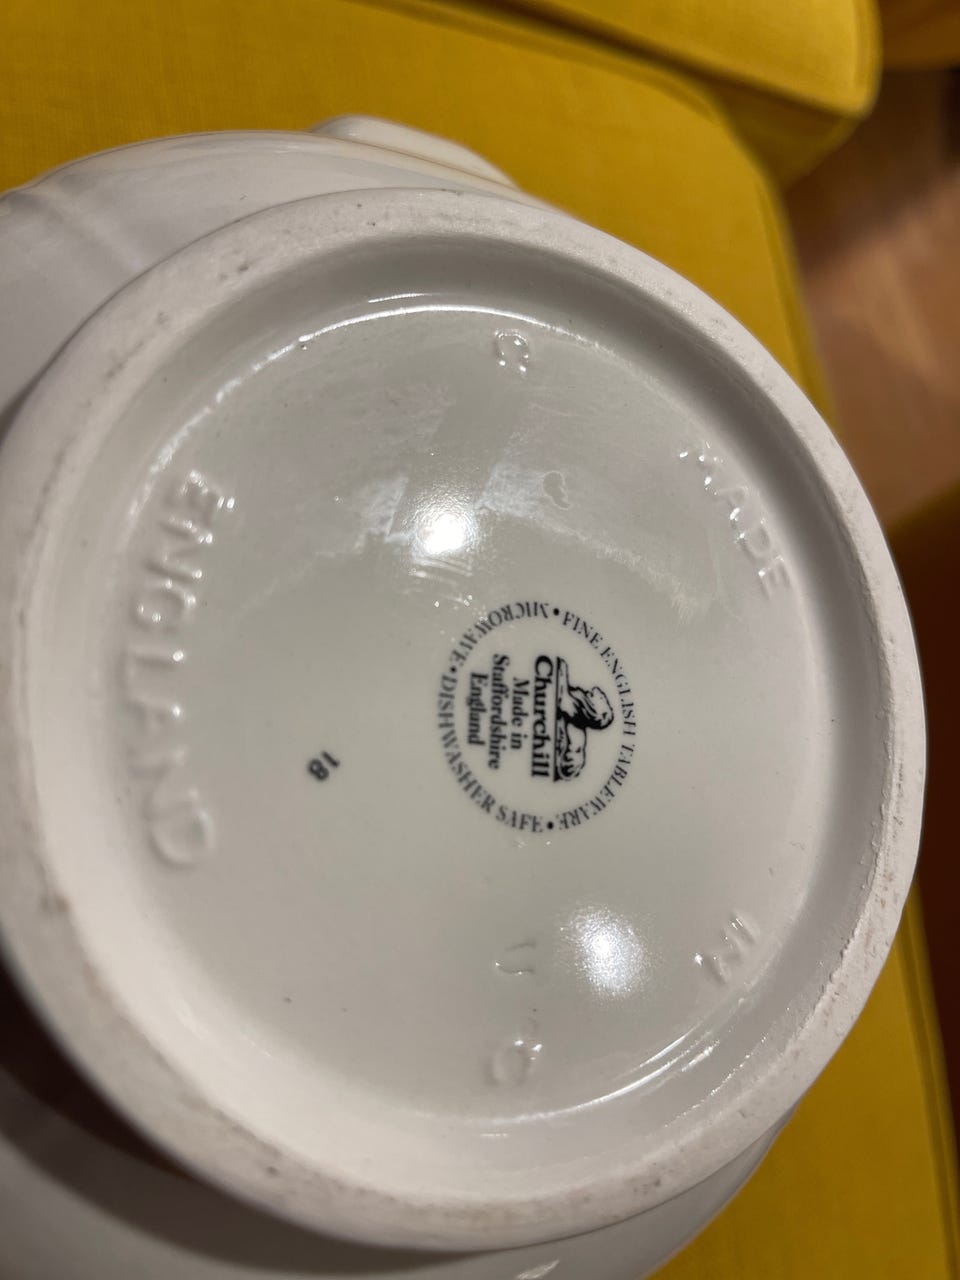 MADE
IN
ENGLAND
• FINE ENGLISH TABLEWARE •
Churchill
Made in
Staffordshire
England
MICROWAVE • DISHWASHER SAFE
18